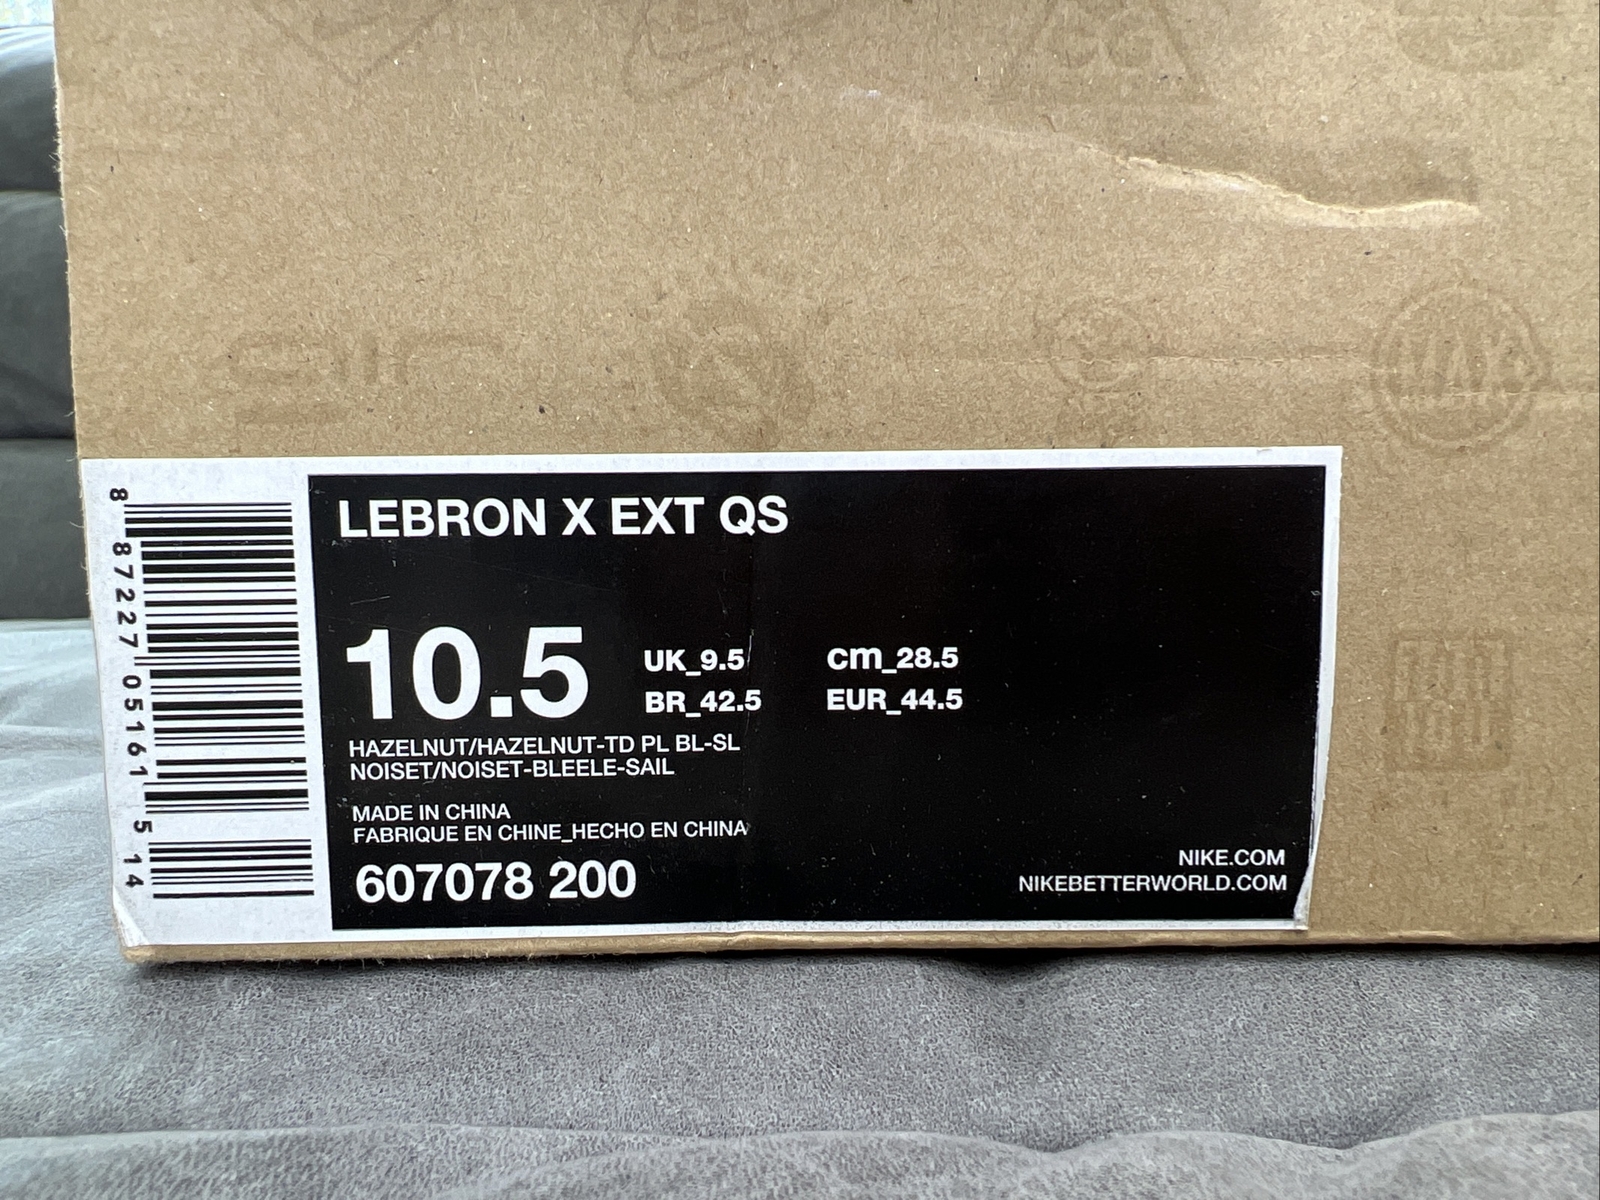 MAX
LEBRON X EXT QS
10.5
UK_9.5
cm_28.5
BR_42.5
EUR_44.5
HAZELNUT/HAZELNUT-TD PL BL-SL
NOISET/NOISET-BLEELE-SAIL
MADE IN CHINA
FABRIQUE EN CHINE_HECHO EN CHINA
607078 200
NIKE.COM
NIKEBETTERWORLD.COM
8 87227 05161 5 14